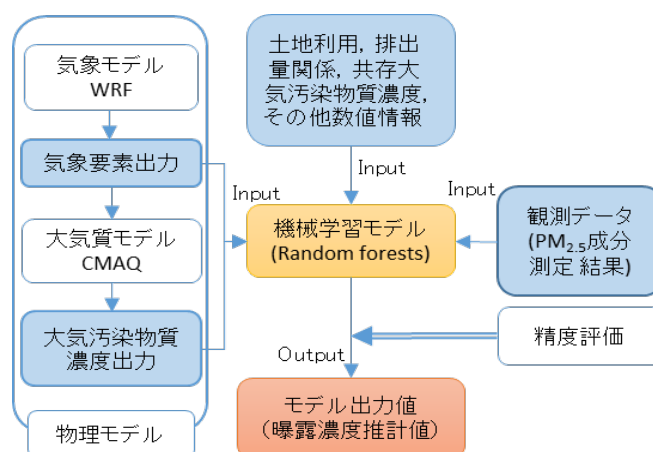 気象モデル
WRF
気象要素出力
大気質モデル
CMAQ
大気汚染物質
濃度出力
物理モデル
土地利用, 排出
量関係, 共存大
気汚染物質濃度,
その他数値情報
Input
Input
Input
機械学習モデル
(Random forests)
観測データ
(PM2.5成分
測定 結果)
精度評価
Output
モデル出力値
（曝露濃度推計値）